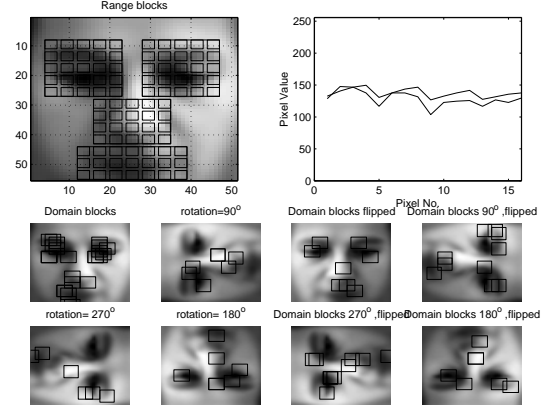 Range blocks
10
20
30
40
50
10 20 30 40 50
250
200
150
100
50
0
0 5 10 15
Pixel Value
Pixel No.
Domain blocks
rotation=90°
Domain blocks flipped
Domain blocks 90° ,flipped
rotation= 270°
rotation= 180°
Domain blocks 270° ,flipped
Domain blocks 180° ,flipped